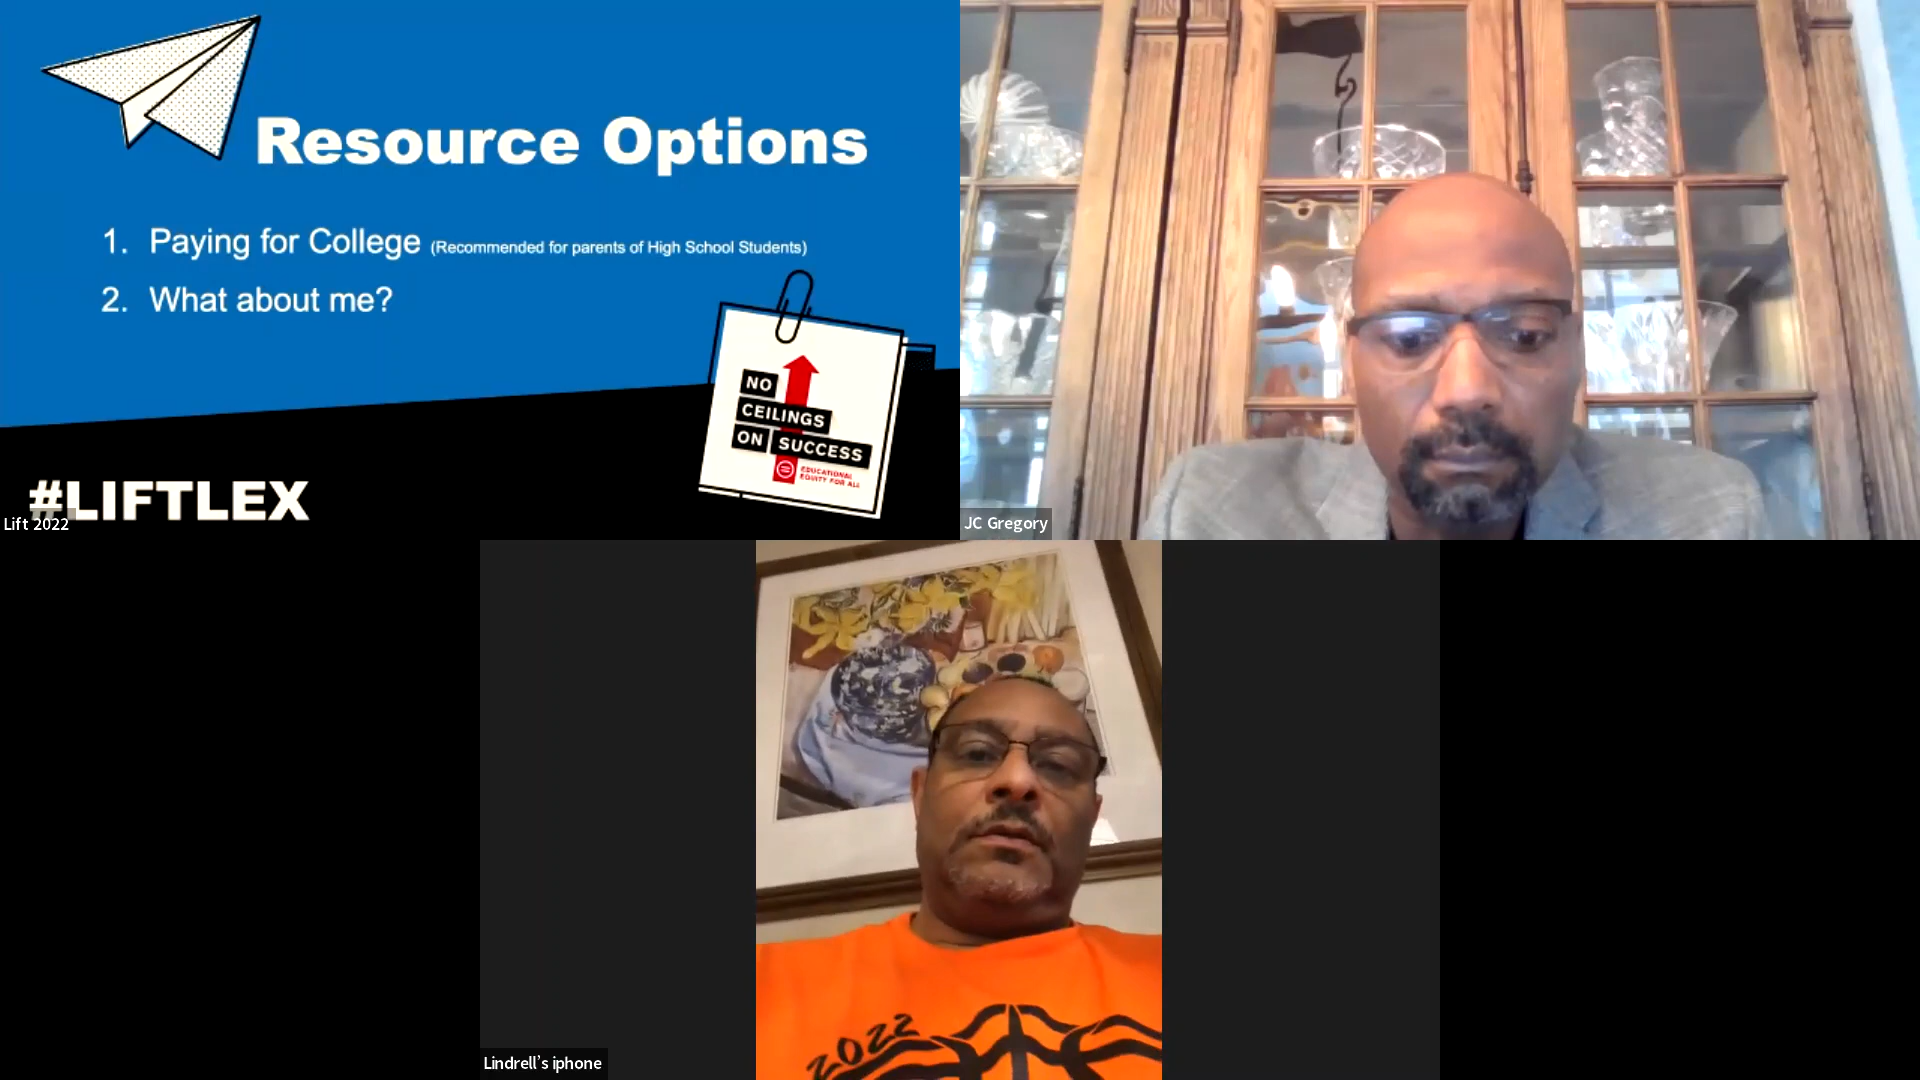 Resource Options
1. Paying for College (Recommended for parents of High School Students)
2. What about me?
NO
CEILINGS
ON SUCCESS
EDUCATIONAL
EQUITY FOR ALL
#LIFTLEX
Lift 2022
JC Gregory
2022
Lindrell’s iphone